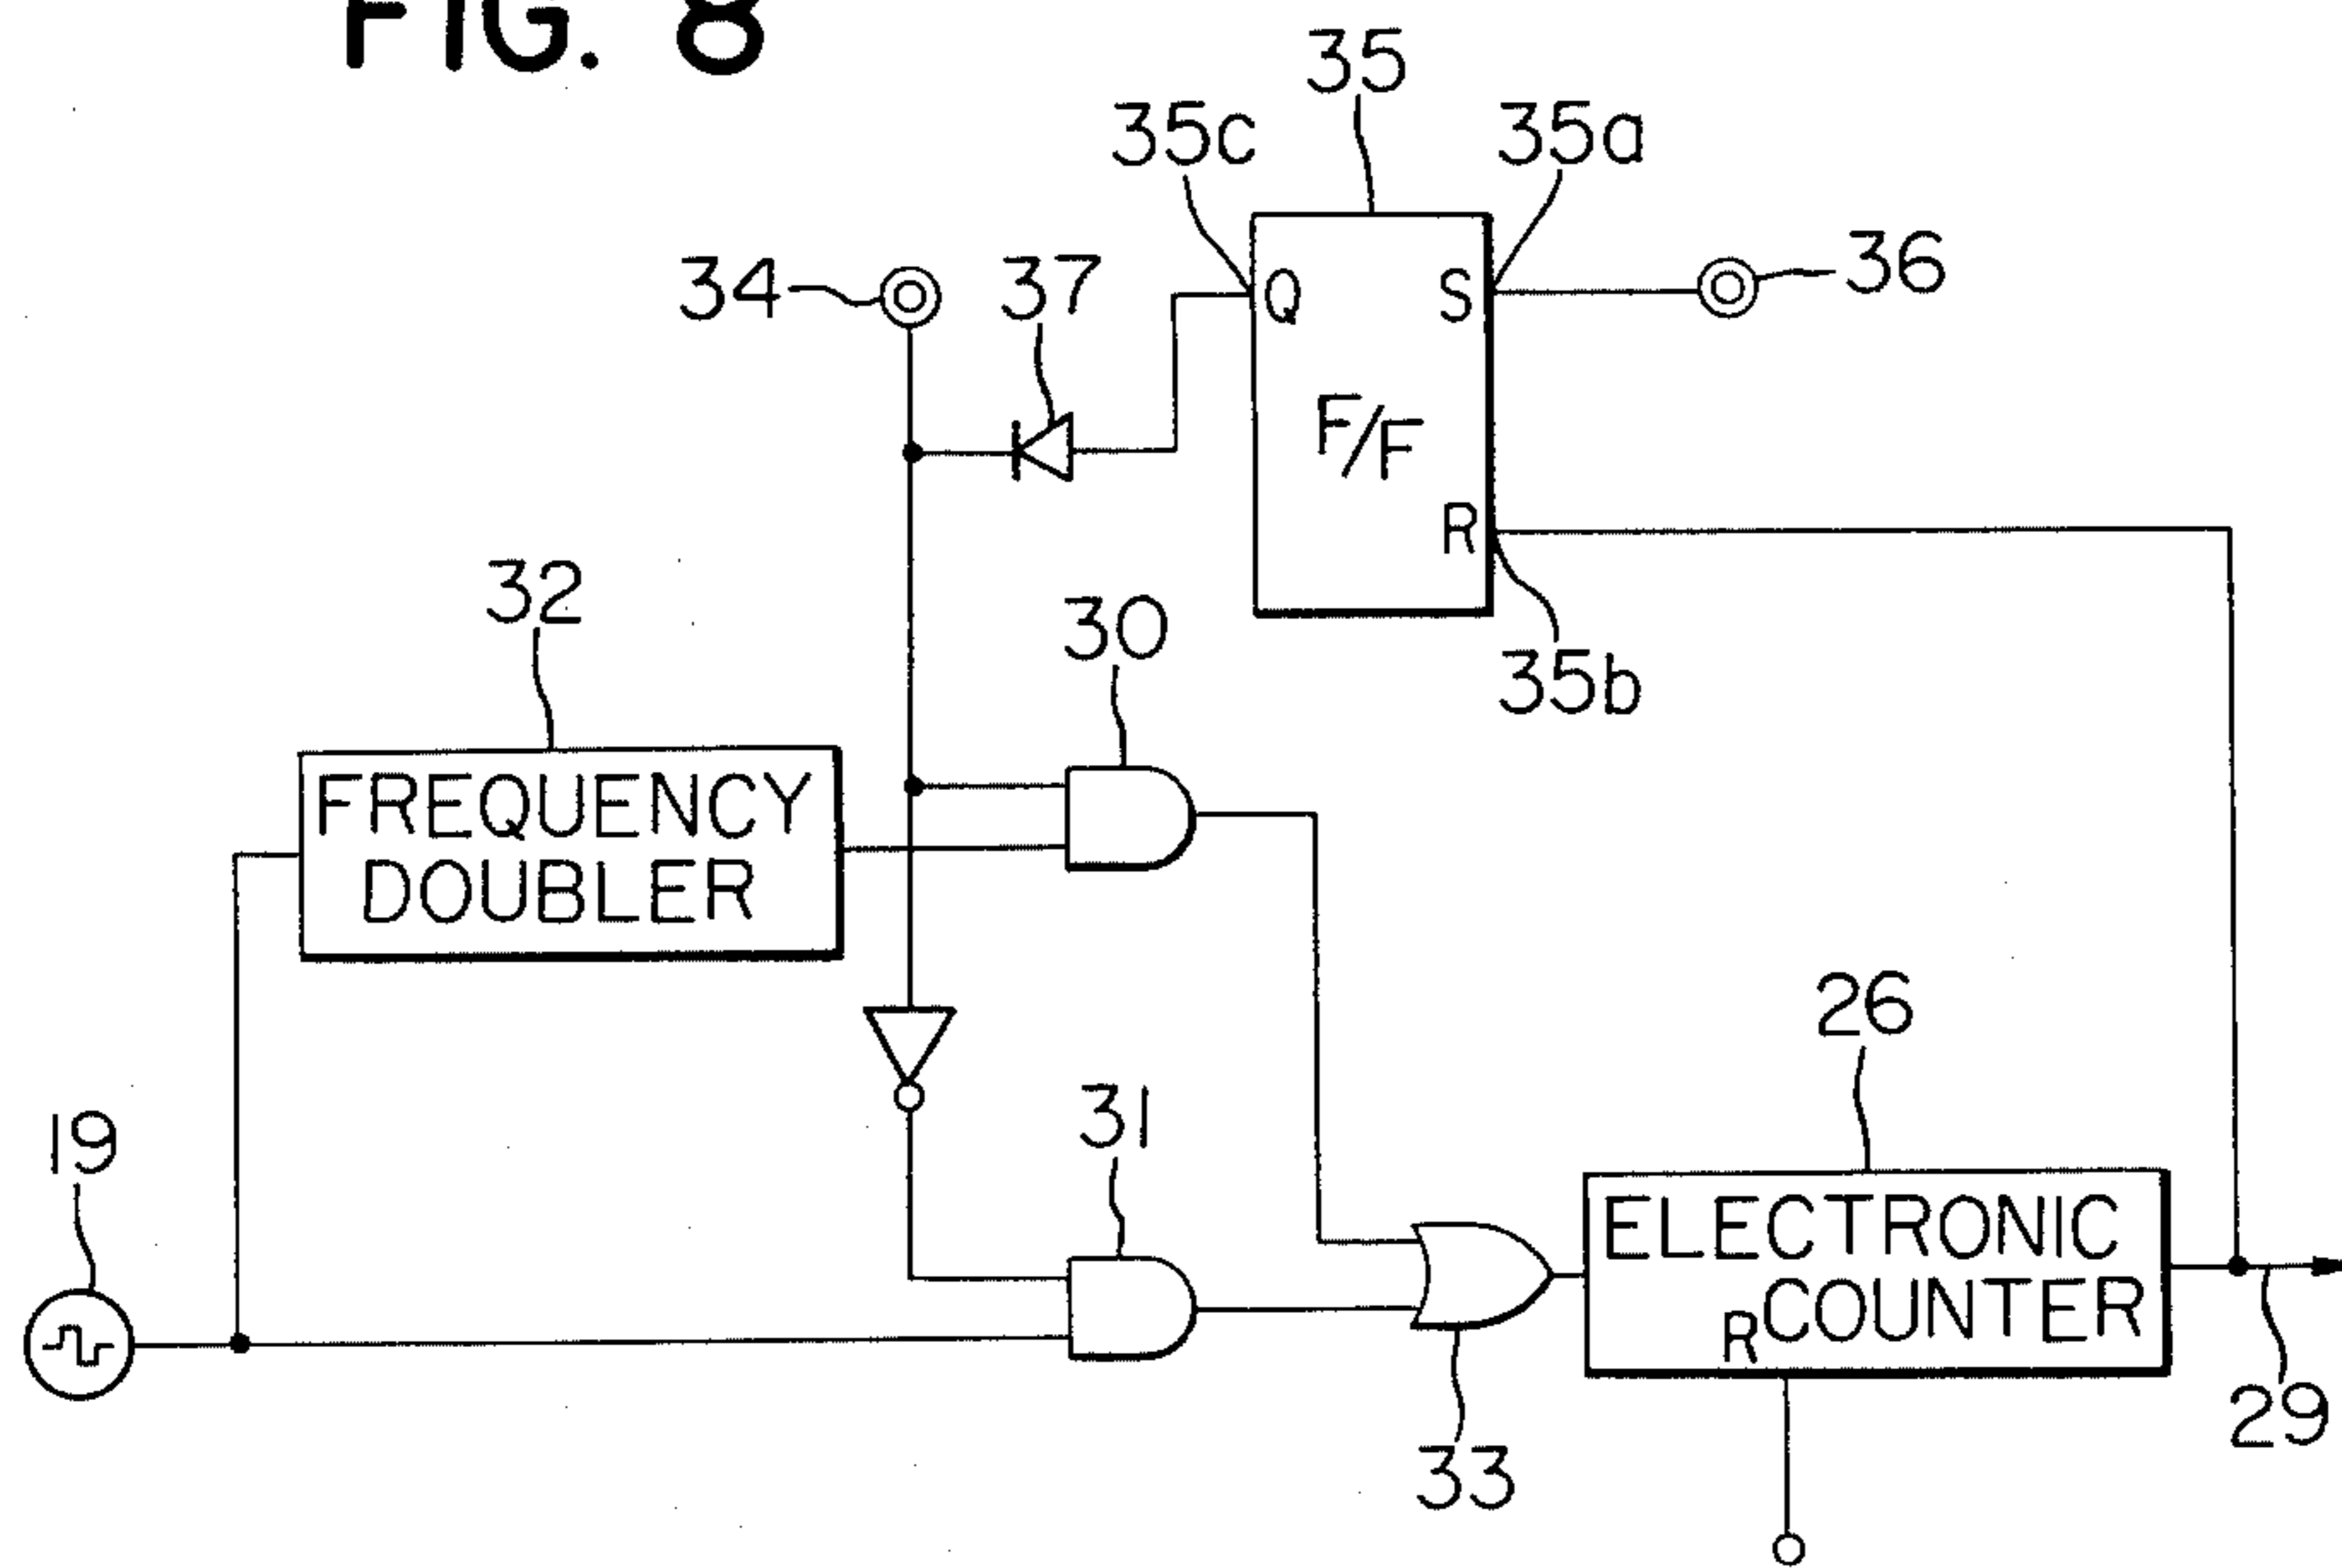 FIG. 8
35
35c
35a
34
37
36
Q
S
F/F
R
35b
32
30
FREQUENCY
DOUBLER
26
19
31
ELECTRONIC
R COUNTER
33
29